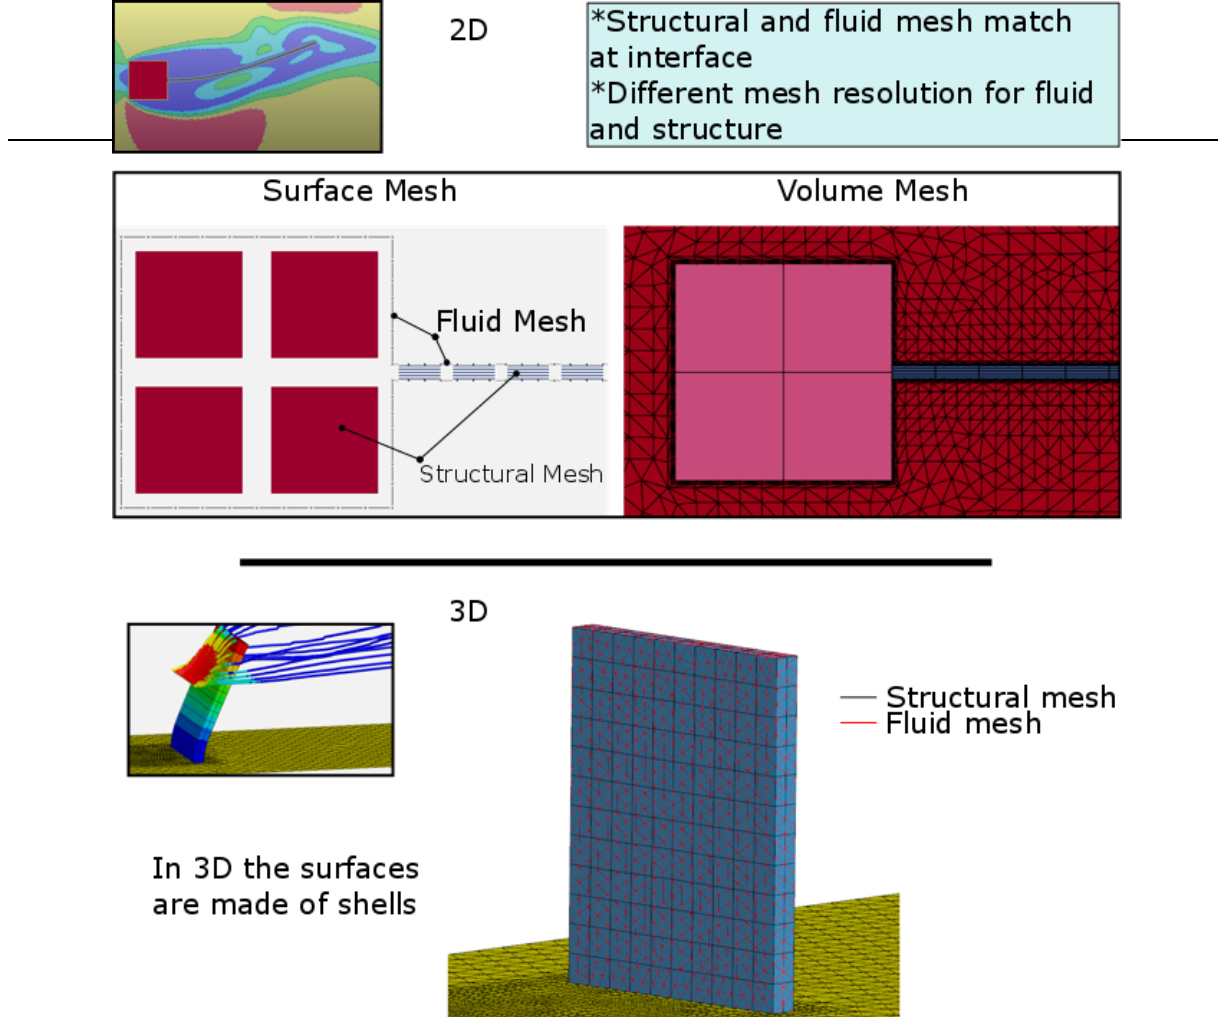 2D
*Structural and fluid mesh match
at interface
*Different mesh resolution for fluid
and structure
Surface Mesh
Volume Mesh
Fluid Mesh
Structural Mesh
3D
Structural mesh
Fluid mesh
In 3D the surfaces
are made of shells